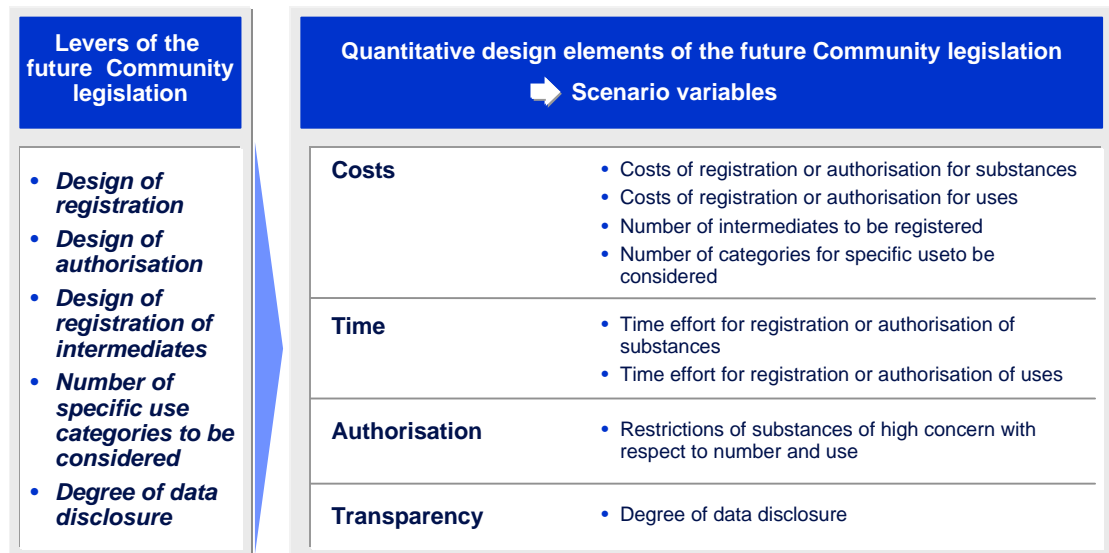 Levers of the
future Community
legislation
Quantitative design elements of the future Community legislation
Scenario variables
• Design of
registration
• Design of
authorisation
• Design of
registration of
intermediates
• Number of
specific use
categories to be
considered
• Degree of data
disclosure
Costs
• Costs of registration or authorisation for substances
• Costs of registration or authorisation for uses
• Number of intermediates to be registered
• Number of categories for specific useto be
considered
Time
• Time effort for registration or authorisation of
substances
• Time effort for registration or authorisation of uses
Authorisation
• Restrictions of substances of high concern with
respect to number and use
Transparency
• Degree of data disclosure